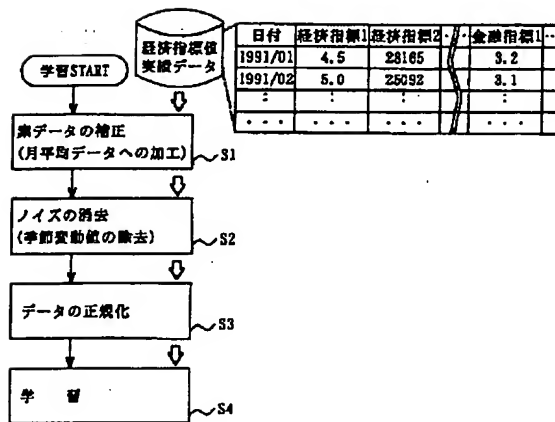 学習START
経済指標値
実績データ
日付 経済指標1 経済指標2 ・・ 金融指標1 ・・
1991/01 4.5 28165 3.2
1991/02 5.0 25092 3.1
: : : :
・・・ ・・・ ・・・ ・・・
素データの補正
(月平均データへの加工)
S1
ノイズの消去
(季節変動値の除去)
S2
データの正規化
S3
学 習
S4